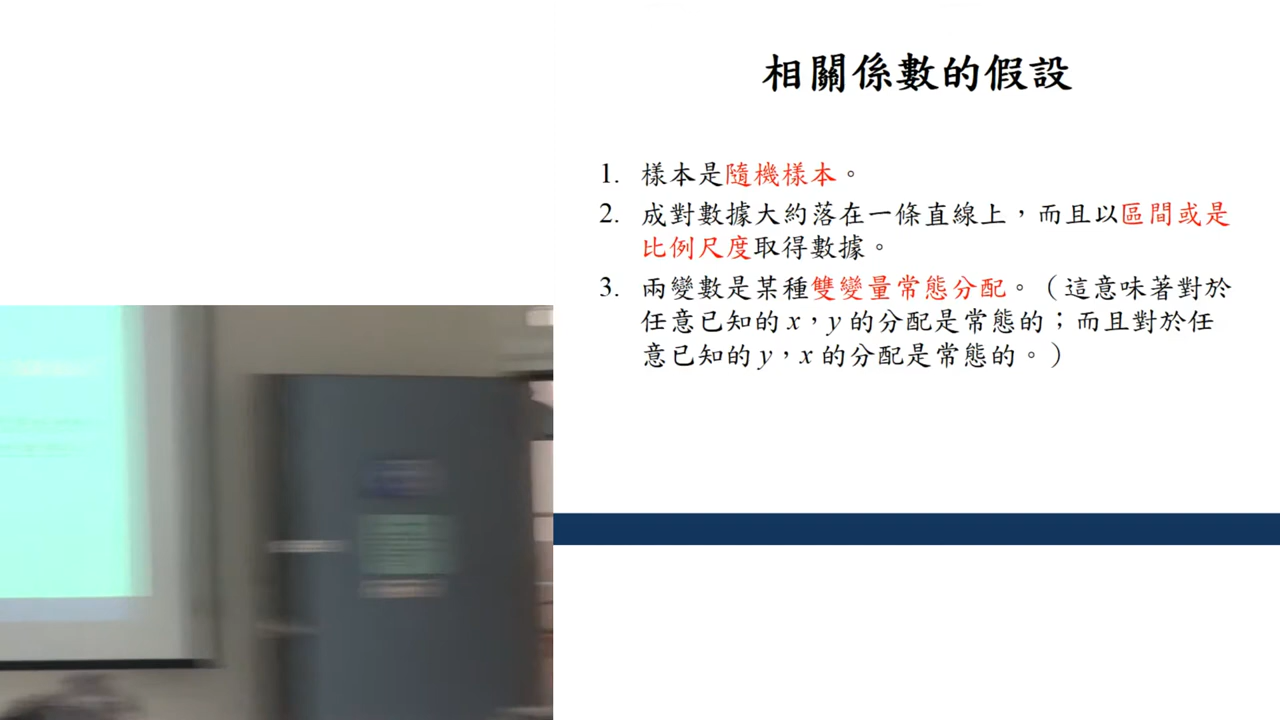 相關係數的假設
1. 樣本是隨機樣本。
2. 成對數據大約落在一條直線上，而且以區間或是
比例尺度取得數據。
3. 兩變數是某種雙變量常態分配。（這意味著對於
任意已知的 x，y 的分配是常態的；而且對於任
意已知的 y，x 的分配是常態的。）